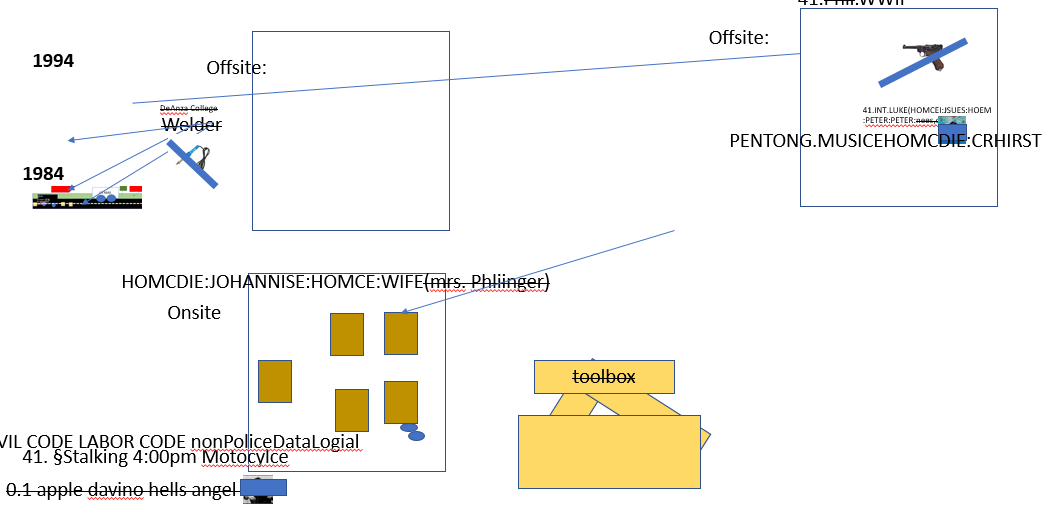 41.Phil.WWII
Offsite:
1994
Offsite:
DeAnza College
Welder
41.INT.LUKE(HOMCEI:JSUES:HOEM
:PETER:PETER:
PENTONG.MUSICEHOMCDIE:CRHIRST
1984
HOMCDIE:JOHANNISE:HOMCE:WIFE(mrs. Phliinger)
Onsite
toolbox
VIL CODE LABOR CODE nonPoliceDataLogial
41. §Stalking 4:00pm Motocylce
0.1 apple davino hells angel